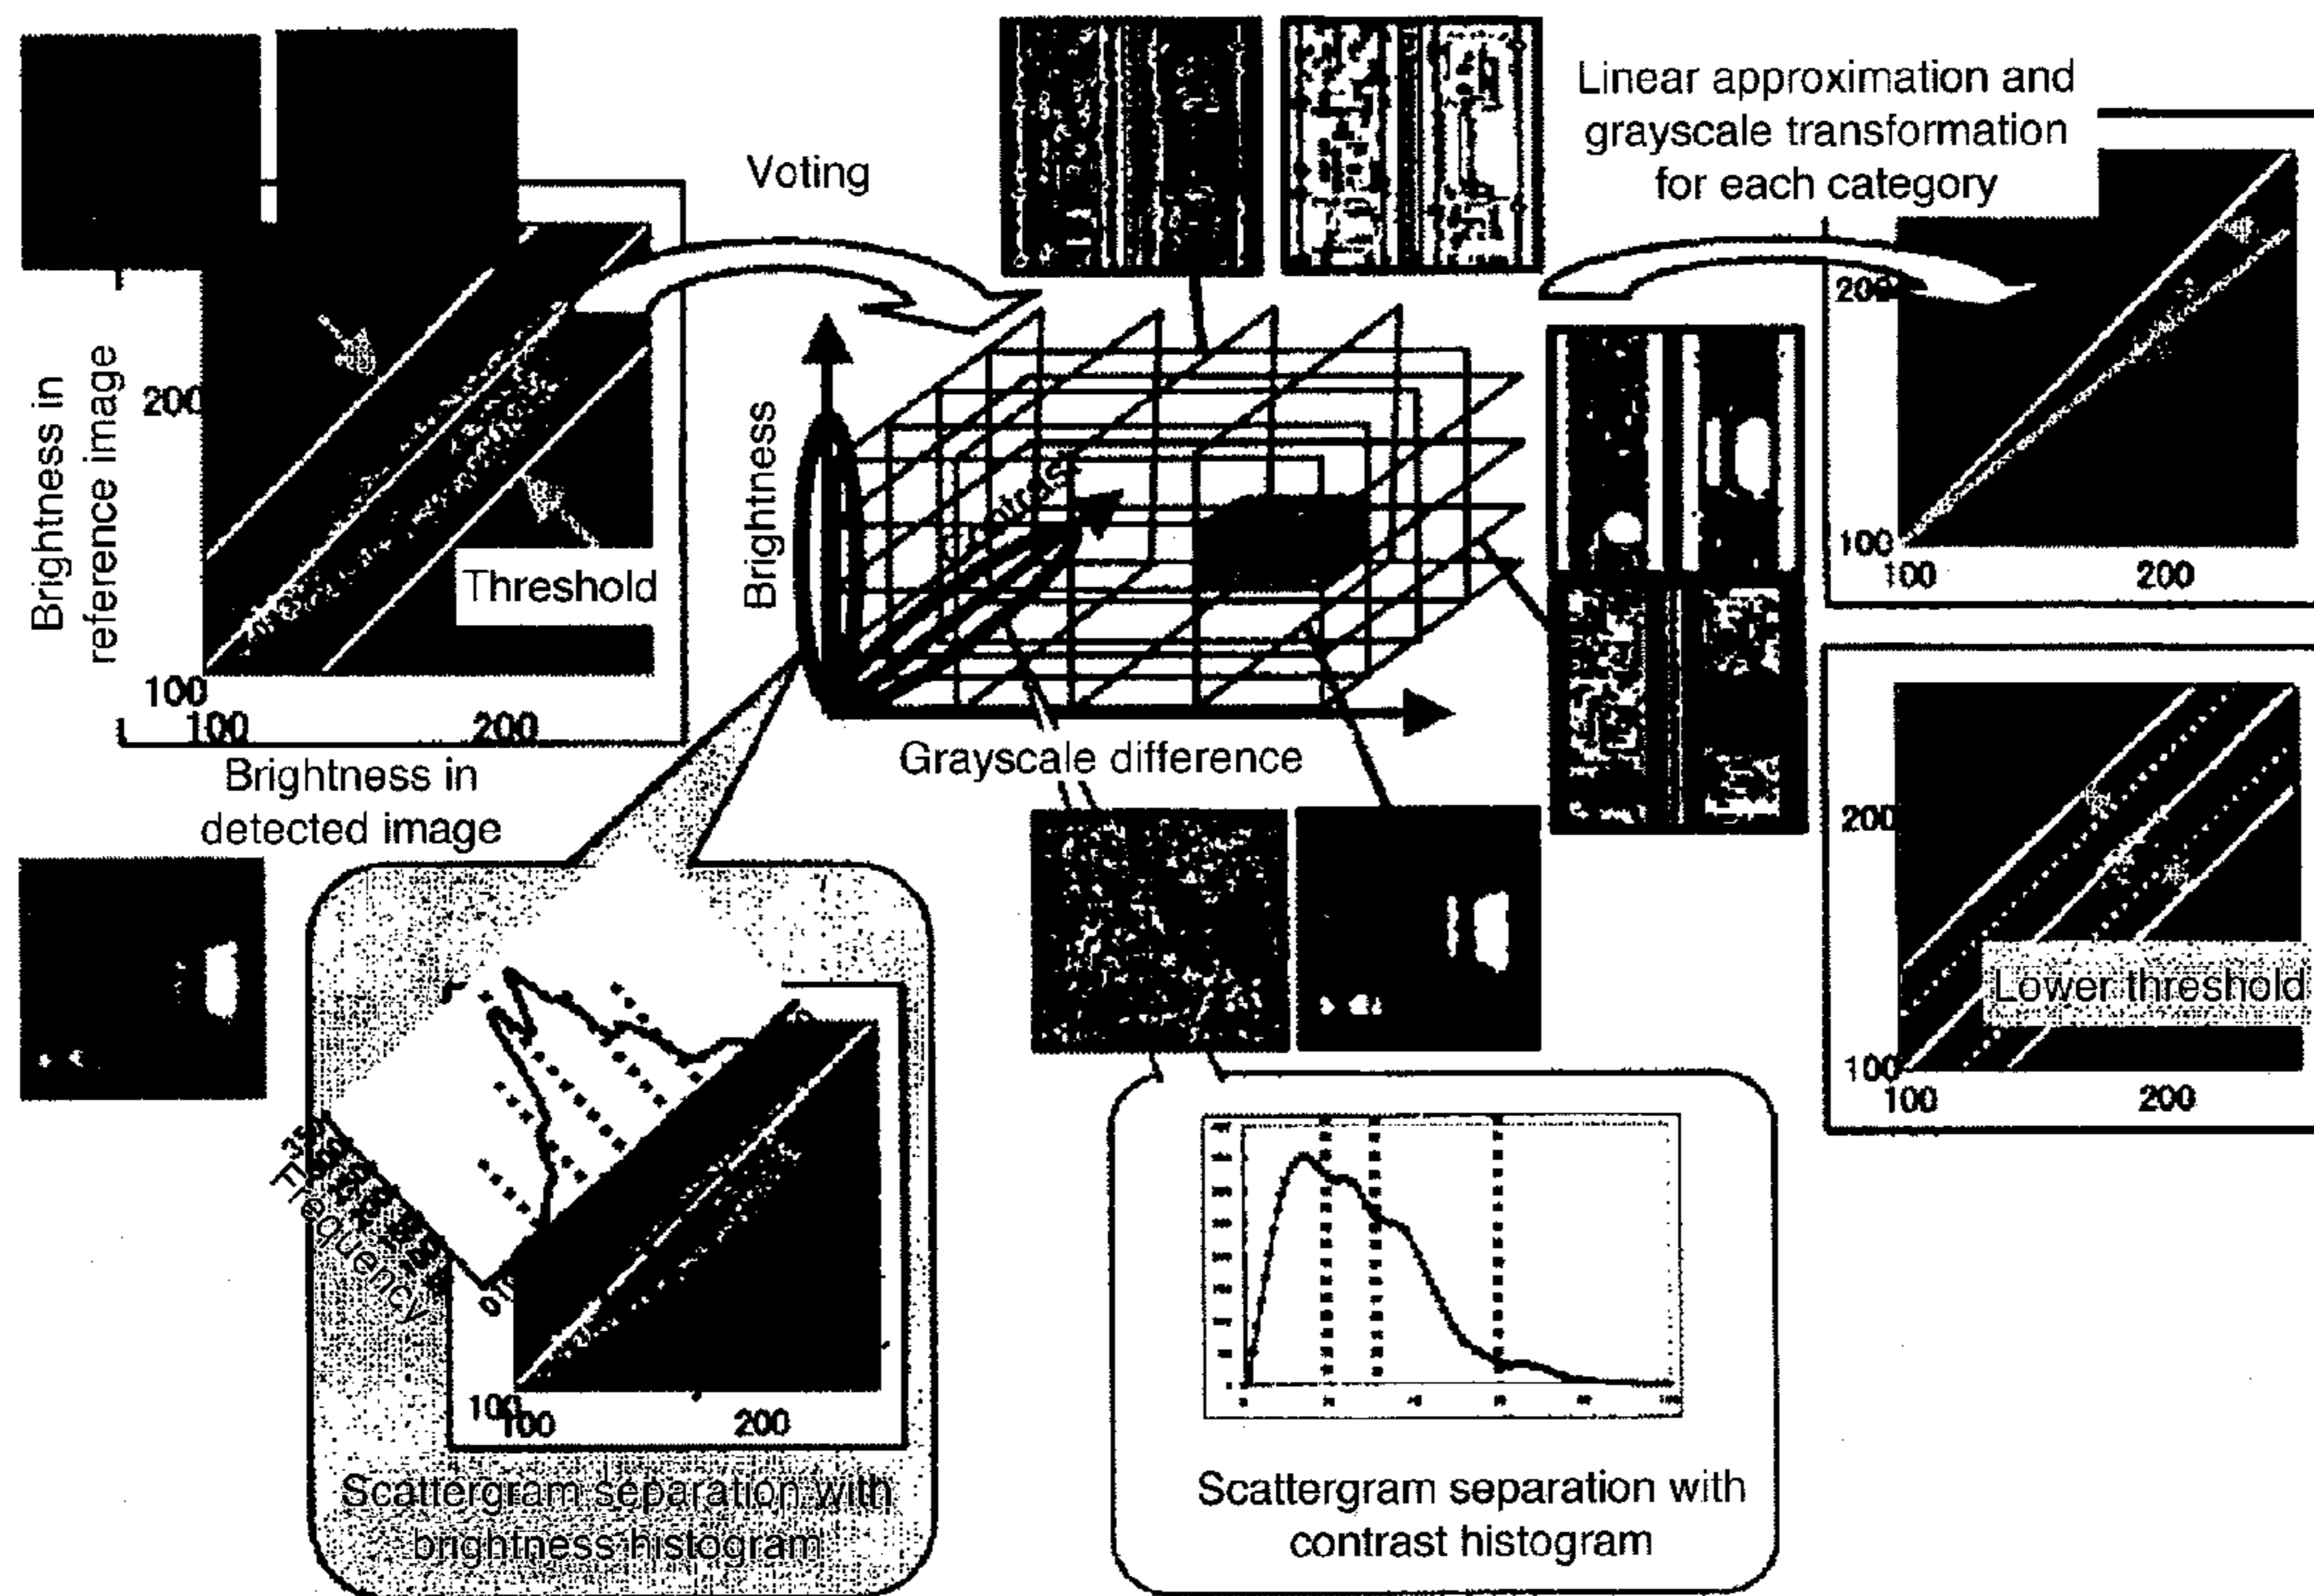 Voting
Linear approximation and
grayscale transformation
for each category
Brightness in
reference image
200
100
100
200
Threshold
Brightness in
detected image
Brightness
Contrast
Grayscale difference
200
100
100
200
200
100
100
200
Lower threshold
Frequency
100
100
200
Scattergram separation with
brightness histogram
Scattergram separation with
contrast histogram